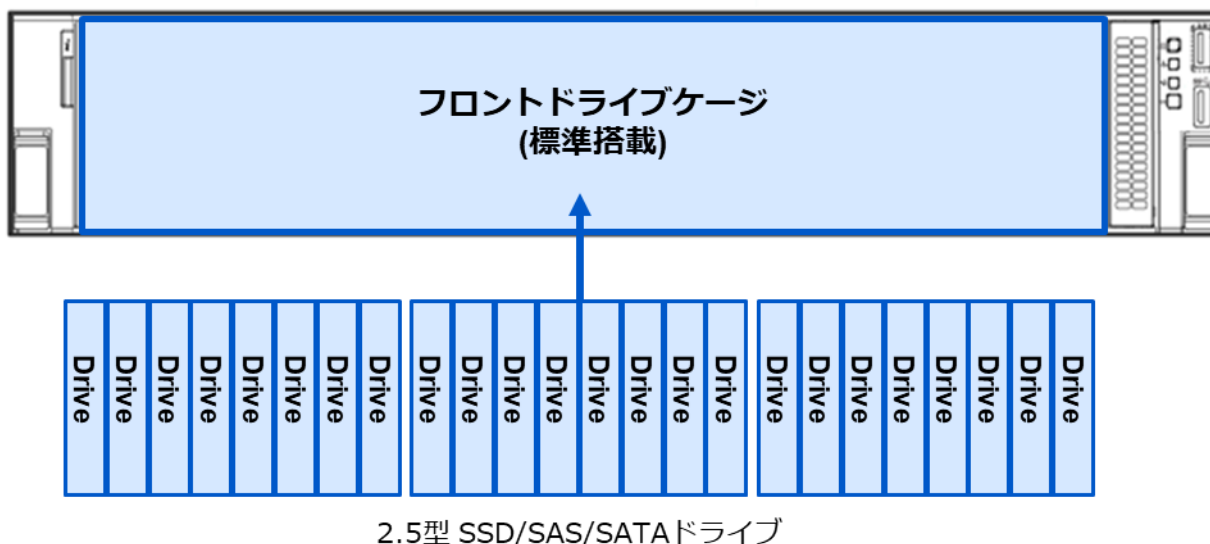 フロントドライブケージ
(標準搭載)
Drive Drive Drive Drive Drive Drive Drive Drive Drive Drive Drive Drive Drive Drive Drive Drive Drive Drive Drive Drive Drive Drive Drive Drive
2.5型 SSD/SAS/SATAドライブ